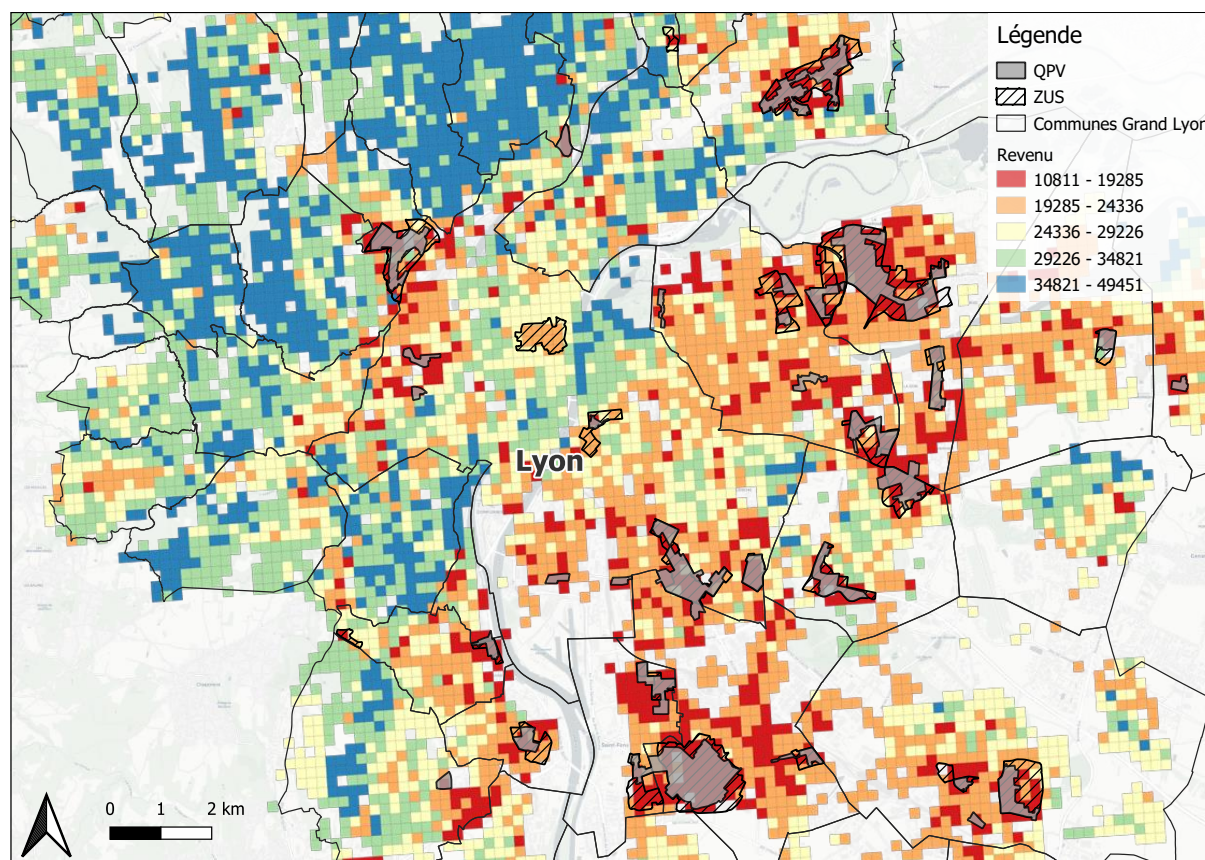 Légende
QPV
ZUS
Communes Grand Lyon
Revenu
10811 - 19285
19285 - 24336
24336 - 29226
29226 - 34821
34821 - 49451
Lyon
0 1 2 km